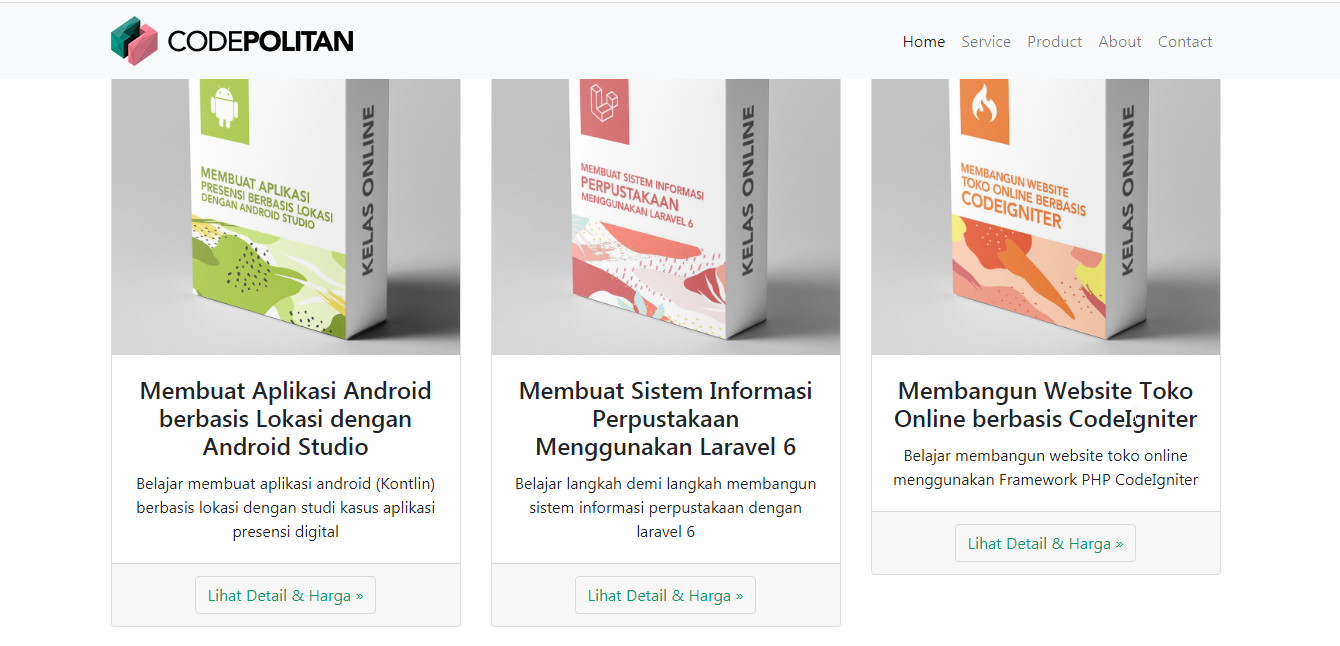 CODEPOLITAN
Home Service Product About Contact
MEMBUAT APLIKASI
PRESENSI BERBASIS LOKASI
DENGAN ANDROID STUDIO
KELAS ONLINE
MEMBUAT SISTEM INFORMASI
PERPUSTAKAAN
MENGGUNAKAN LARAVEL 6
KELAS ONLINE
MEMBANGUN WEBSITE
TOKO ONLINE BERBASIS
CODEIGNITER
KELAS ONLINE
Membuat Aplikasi Android
berbasis Lokasi dengan
Android Studio
Belajar membuat aplikasi android (Kontlin)
berbasis lokasi dengan studi kasus aplikasi
presensi digital
Lihat Detail & Harga »
Membuat Sistem Informasi
Perpustakaan
Menggunakan Laravel 6
Belajar langkah demi langkah membangun
sistem informasi perpustakaan dengan
laravel 6
Lihat Detail & Harga »
Membangun Website Toko
Online berbasis CodeIgniter
Belajar membangun website toko online
menggunakan Framework PHP CodeIgniter
Lihat Detail & Harga »